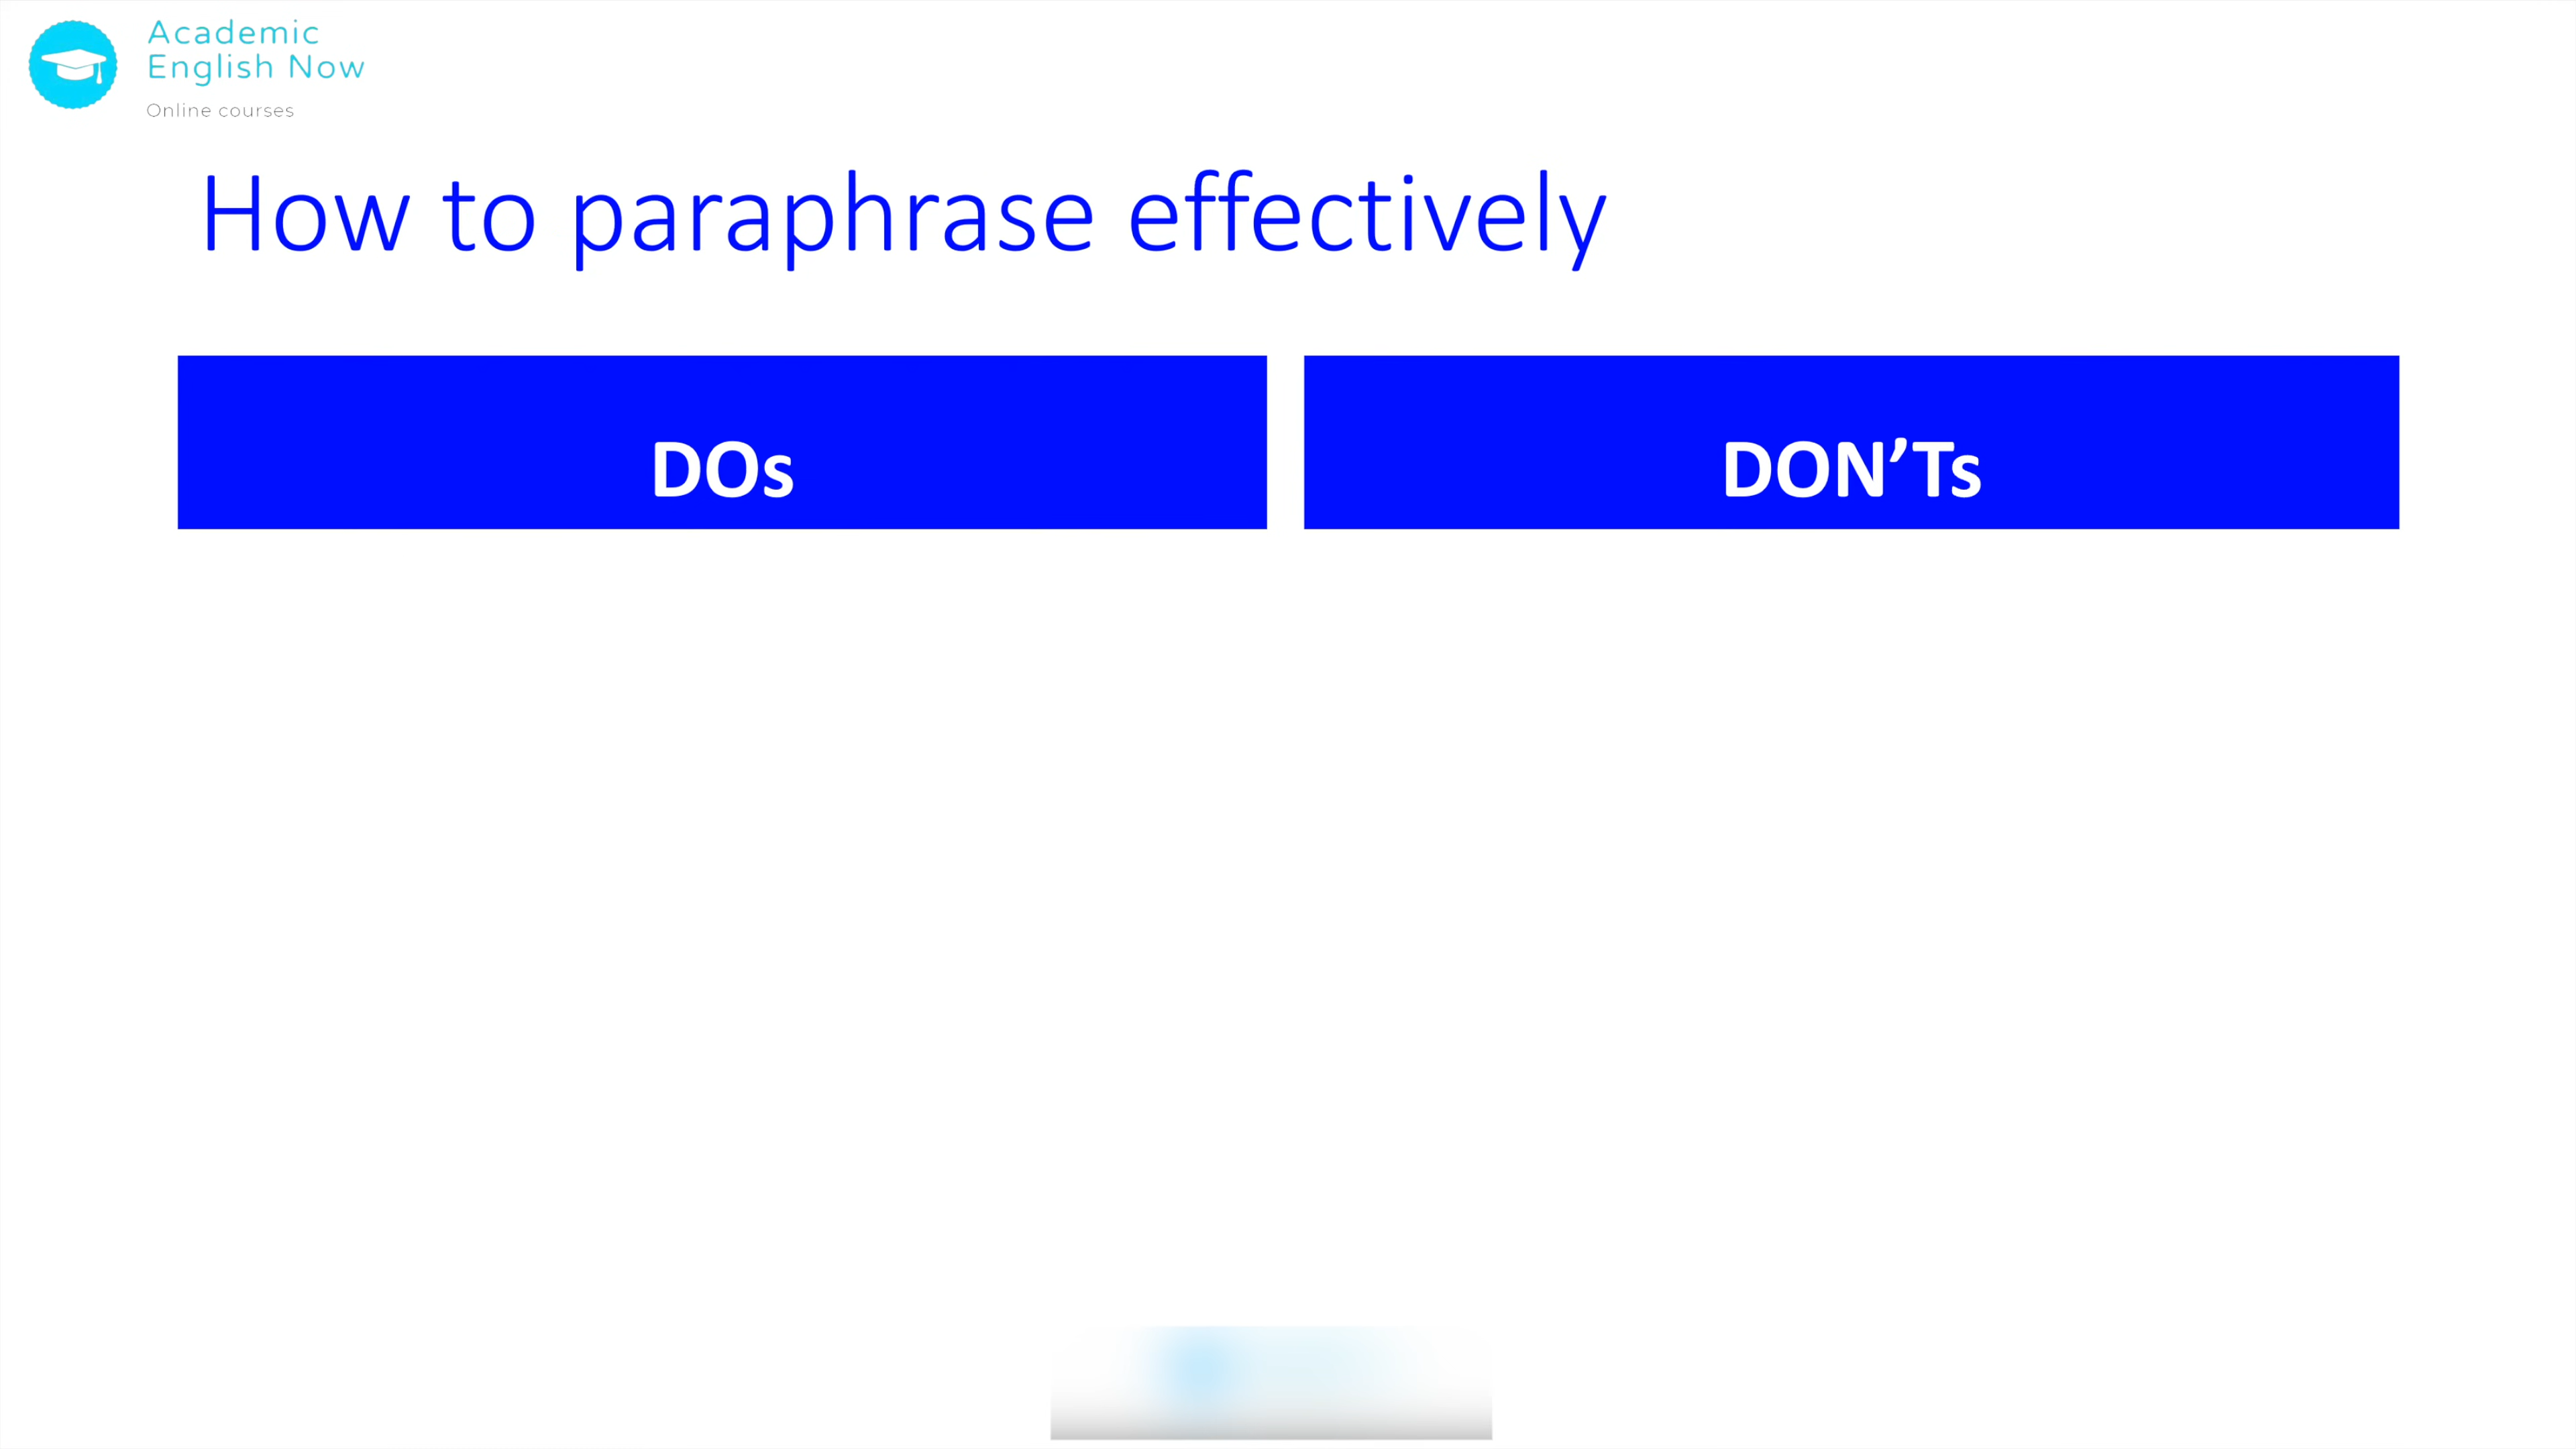 Academic
English Now
Online courses
How to paraphrase effectively
DOs
DON’Ts